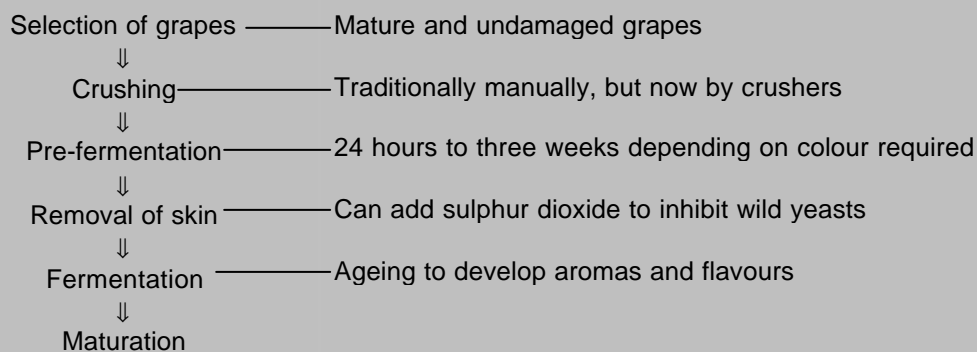 Selection of grapes Mature and undamaged grapes
⇓
Crushing Traditionally manually, but now by crushers
⇓
Pre-fermentation 24 hours to three weeks depending on colour required
⇓
Removal of skin Can add sulphur dioxide to inhibit wild yeasts
⇓
Fermentation Ageing to develop aromas and flavours
⇓
Maturation